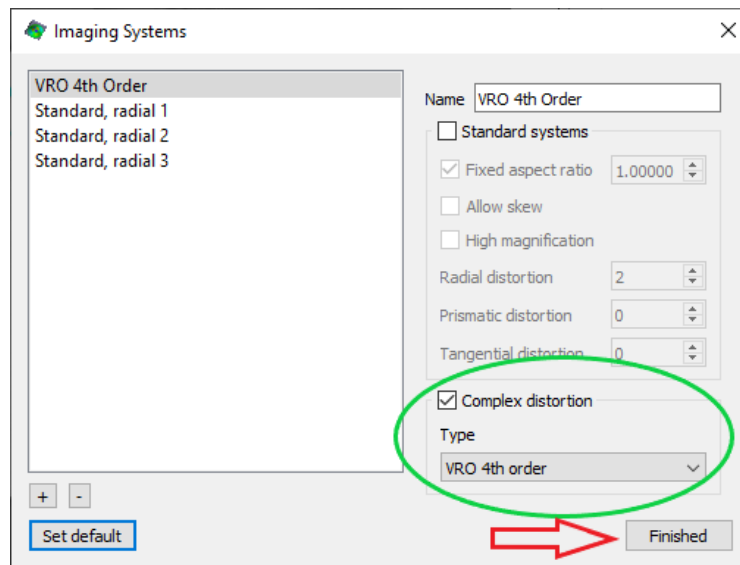 Imaging Systems
VRO 4th Order
Standard, radial 1
Standard, radial 2
Standard, radial 3
+ -
Set default
Name VRO 4th Order
Standard systems
Fixed aspect ratio 1.00000
Allow skew
High magnification
Radial distortion 2
Prismatic distortion 0
Tangential distortion 0
Complex distortion
Type
VRO 4th order
Finished